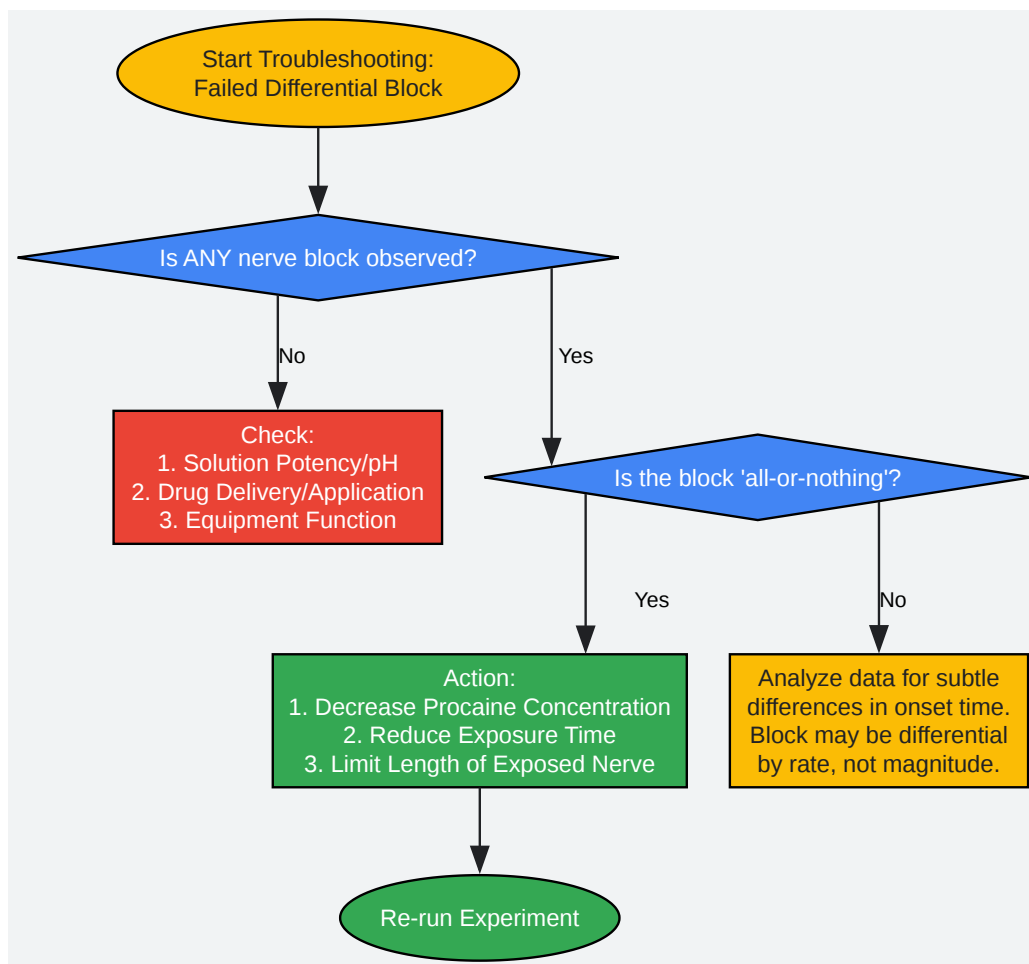 Start Troubleshooting:
Failed Differential Block
Is ANY nerve block observed?
No
Yes
Check:
1. Solution Potency/pH
2. Drug Delivery/Application
3. Equipment Function
Is the block 'all-or-nothing'?
Yes
No
Action:
1. Decrease Procaine Concentration
2. Reduce Exposure Time
3. Limit Length of Exposed Nerve
Analyze data for subtle
differences in onset time.
Block may be differential
by rate, not magnitude.
Re-run Experiment